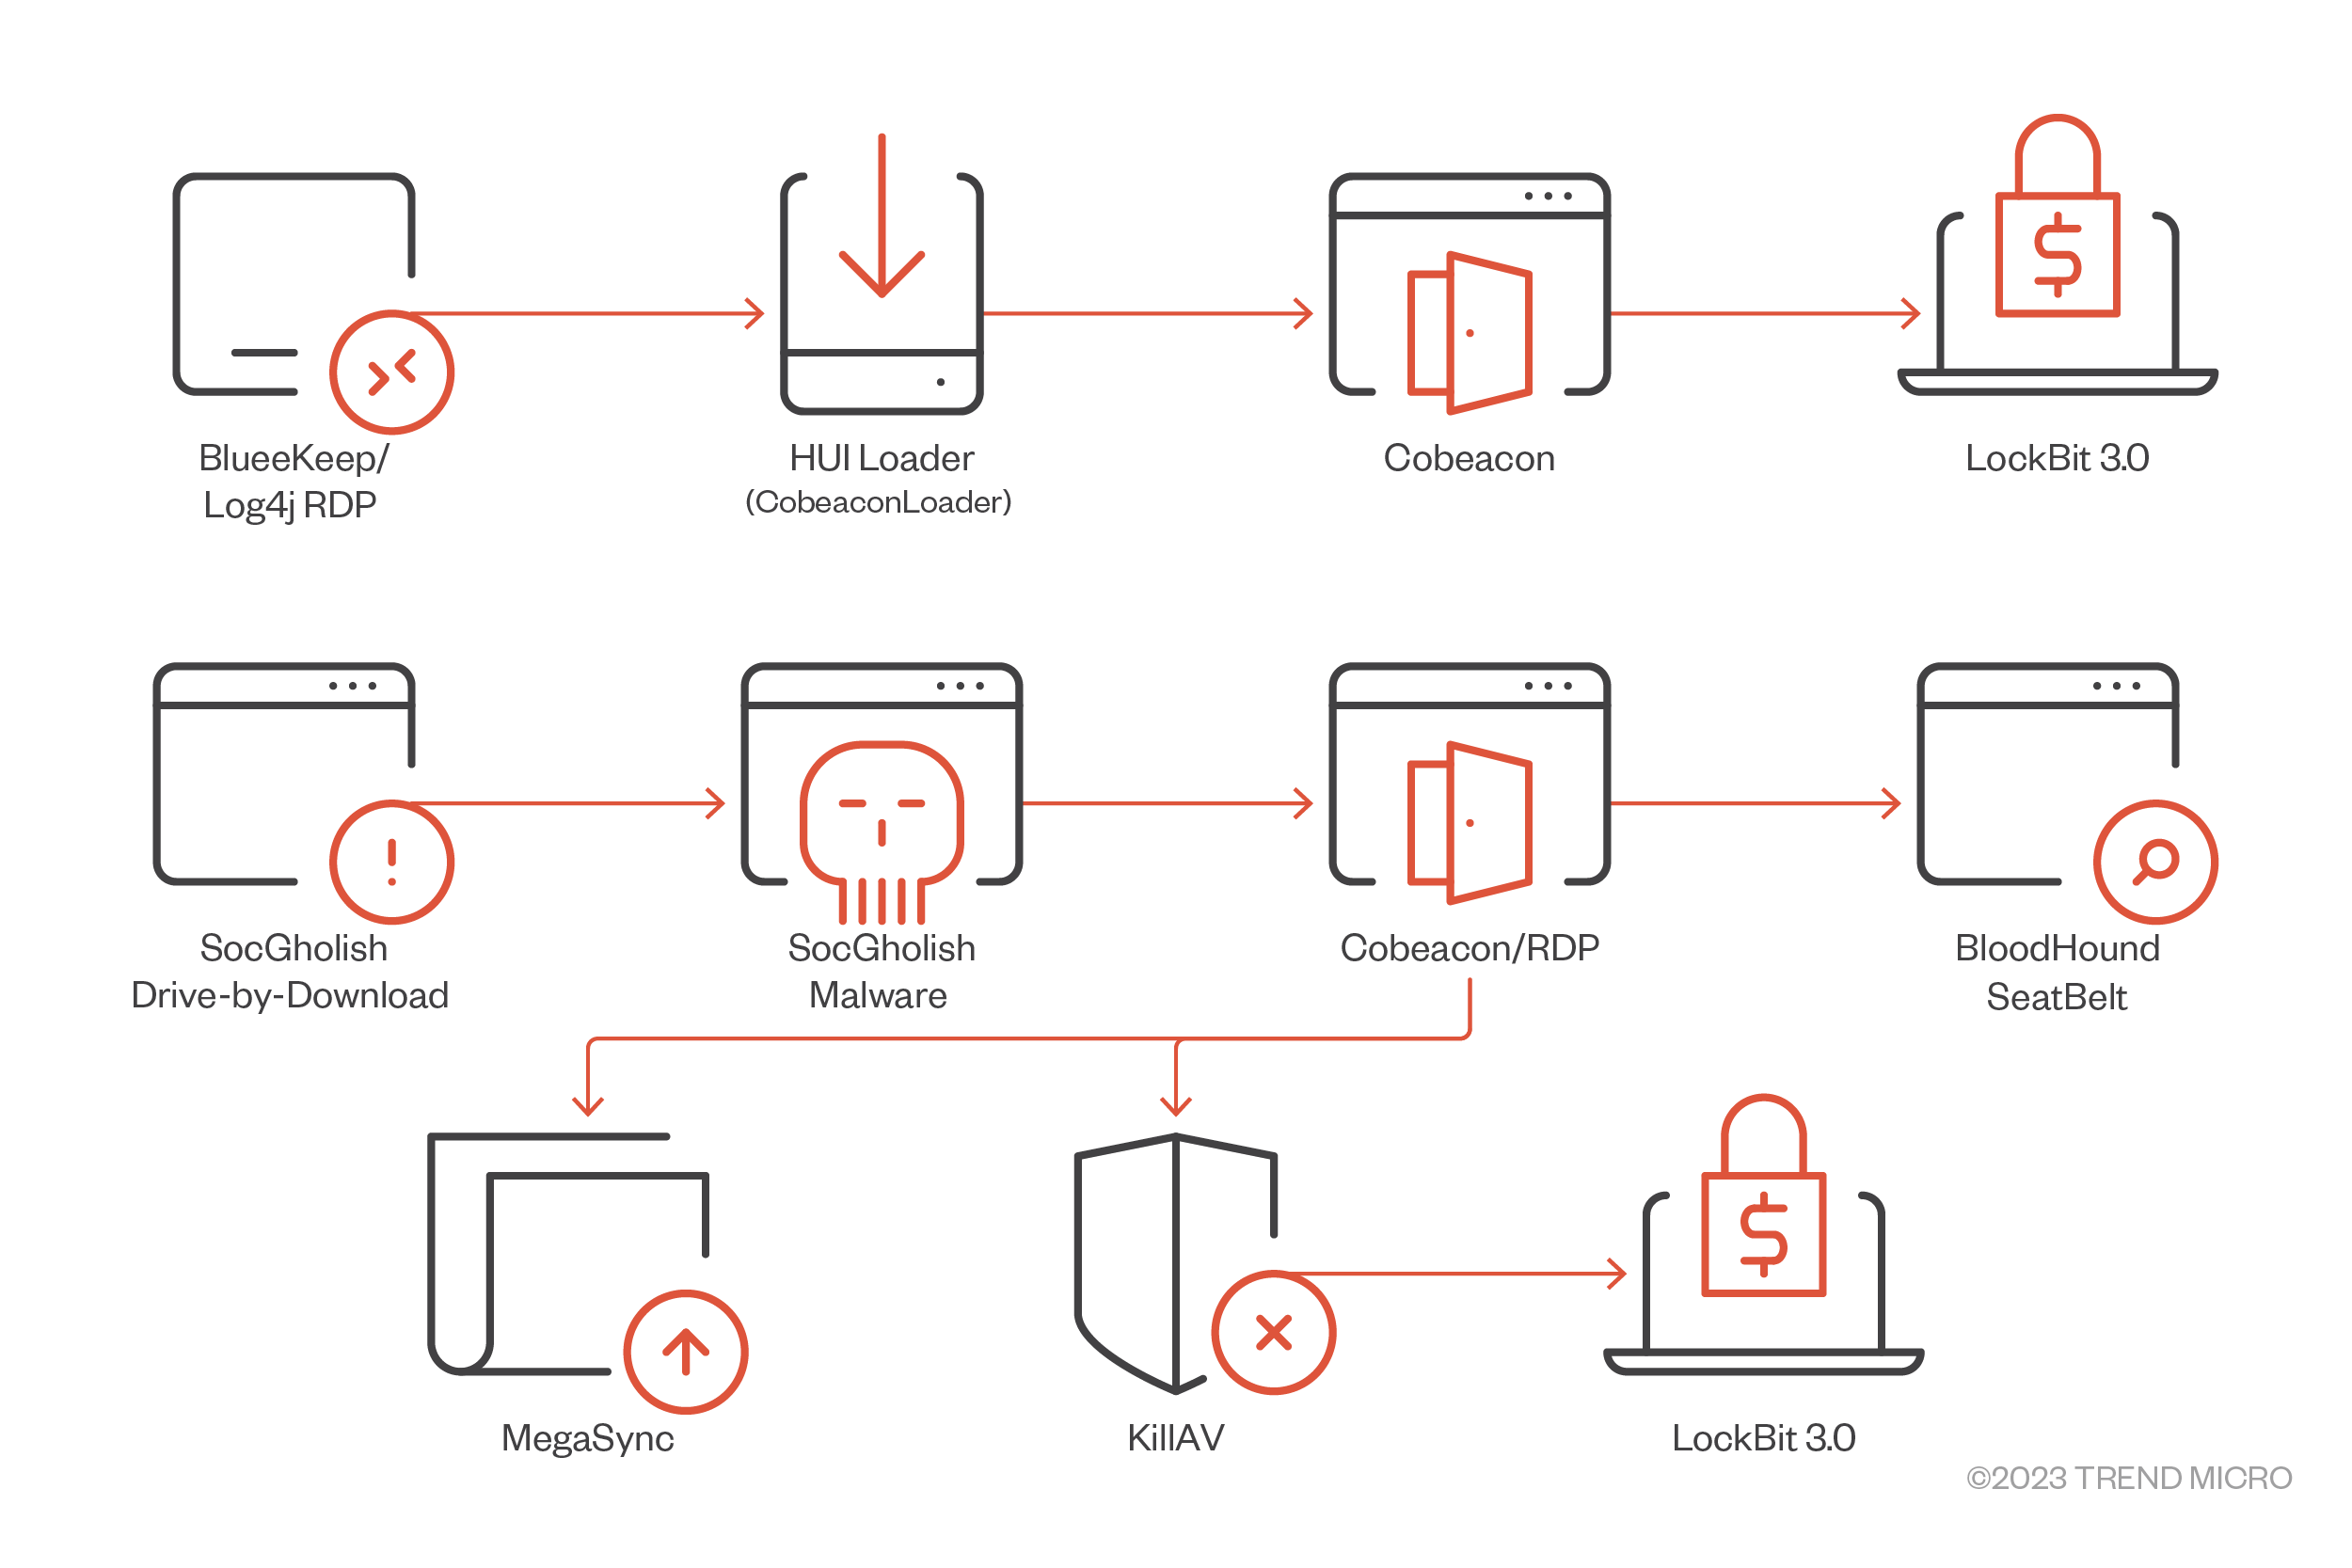 BlueeKeep/
Log4j RDP
HUI Loader
(CobeaconLoader)
Cobeacon
LockBit 3.0
SocGholish
Drive-by-Download
SocGholish
Malware
Cobeacon/RDP
BloodHound
SeatBelt
MegaSync
KillAV
LockBit 3.0
©2023 TREND MICRO